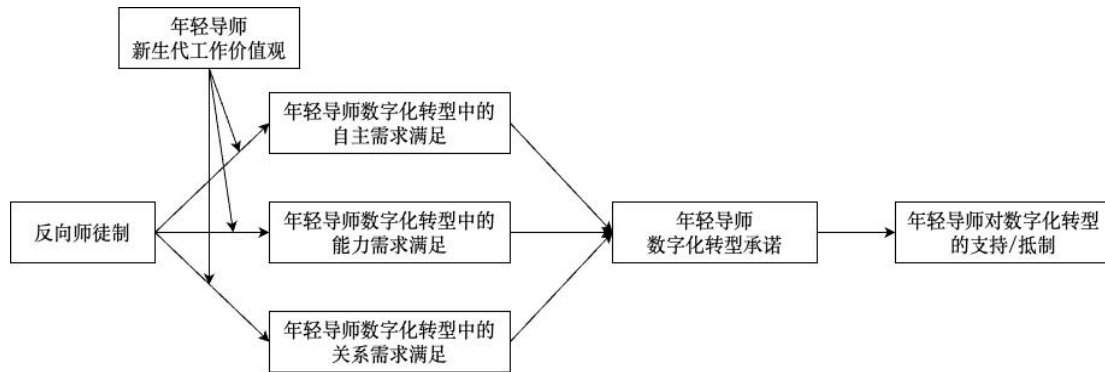 年轻导师
新生代工作价值观
年轻导师数字化转型中的
自主需求满足
反向师徒制
年轻导师数字化转型中的
能力需求满足
年轻导师
数字化转型承诺
年轻导师对数字化转型
的支持/抵制
年轻导师数字化转型中的
关系需求满足